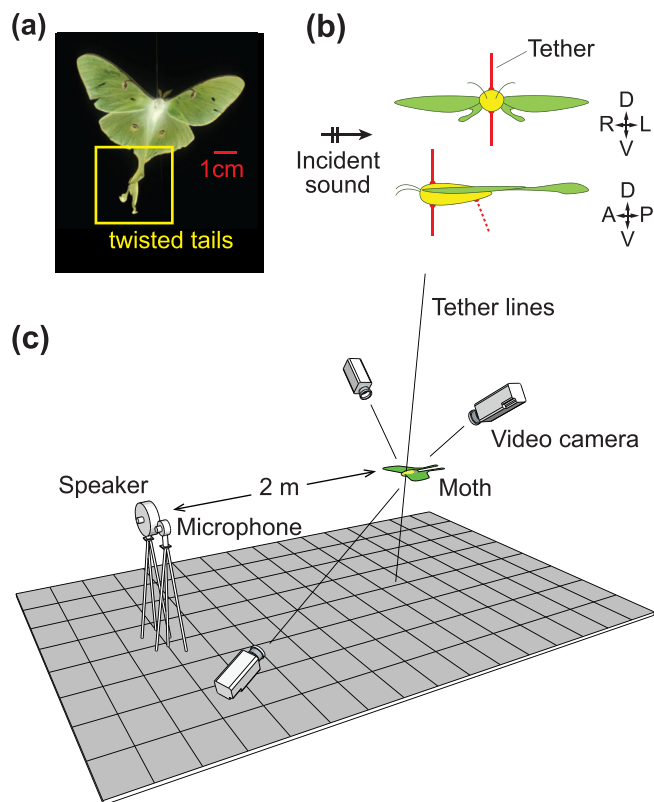 (a)
1cm
twisted tails
(b)
Tether
Incident
sound
D
R
L
V
D
A
P
V
(c)
Tether lines
Video camera
Moth
Speaker
2 m
Microphone